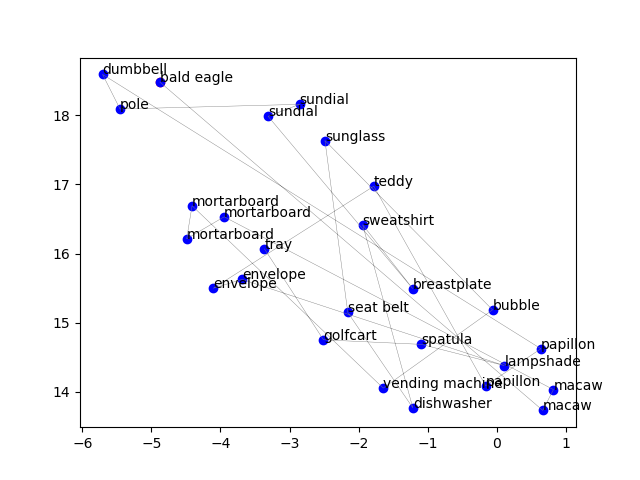 dumbbell
bald eagle
pole
sundial
sundial
sunglass
teddy
mortarboard
mortarboard
sweatshirt
mortarboard
tray
envelope
envelope
breastplate
bubble
seat belt
golfcart
spatula
papillon
lampshade
vending machine
papillon
macaw
dishwasher
macaw
18
17
16
15
14
−6 −5 −4 −3 −2 −1 0 1